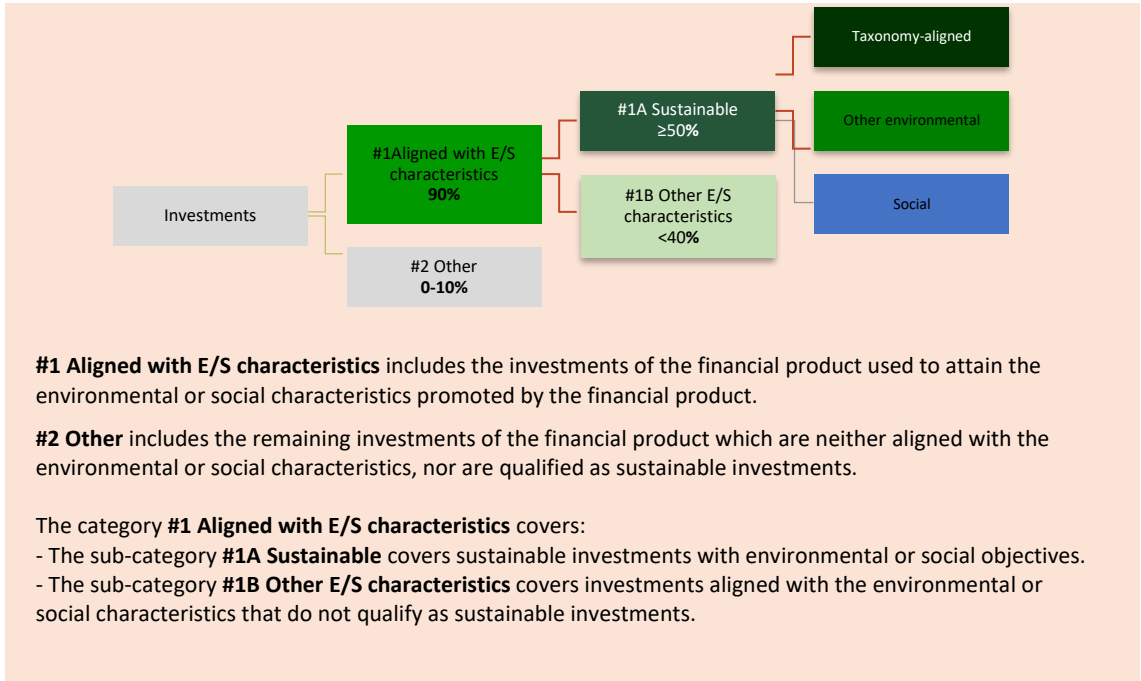 Investments
#1Aligned with E/S
characteristics
90%
#2 Other
0-10%
#1A Sustainable
≥50%
#1B Other E/S
characteristics
<40%
Taxonomy-aligned
Other environmental
Social
#1 Aligned with E/S characteristics includes the investments of the financial product used to attain the
environmental or social characteristics promoted by the financial product.
#2 Other includes the remaining investments of the financial product which are neither aligned with the
environmental or social characteristics, nor are qualified as sustainable investments.
The category #1 Aligned with E/S characteristics covers:
- The sub-category #1A Sustainable covers sustainable investments with environmental or social objectives.
- The sub-category #1B Other E/S characteristics covers investments aligned with the environmental or
social characteristics that do not qualify as sustainable investments.